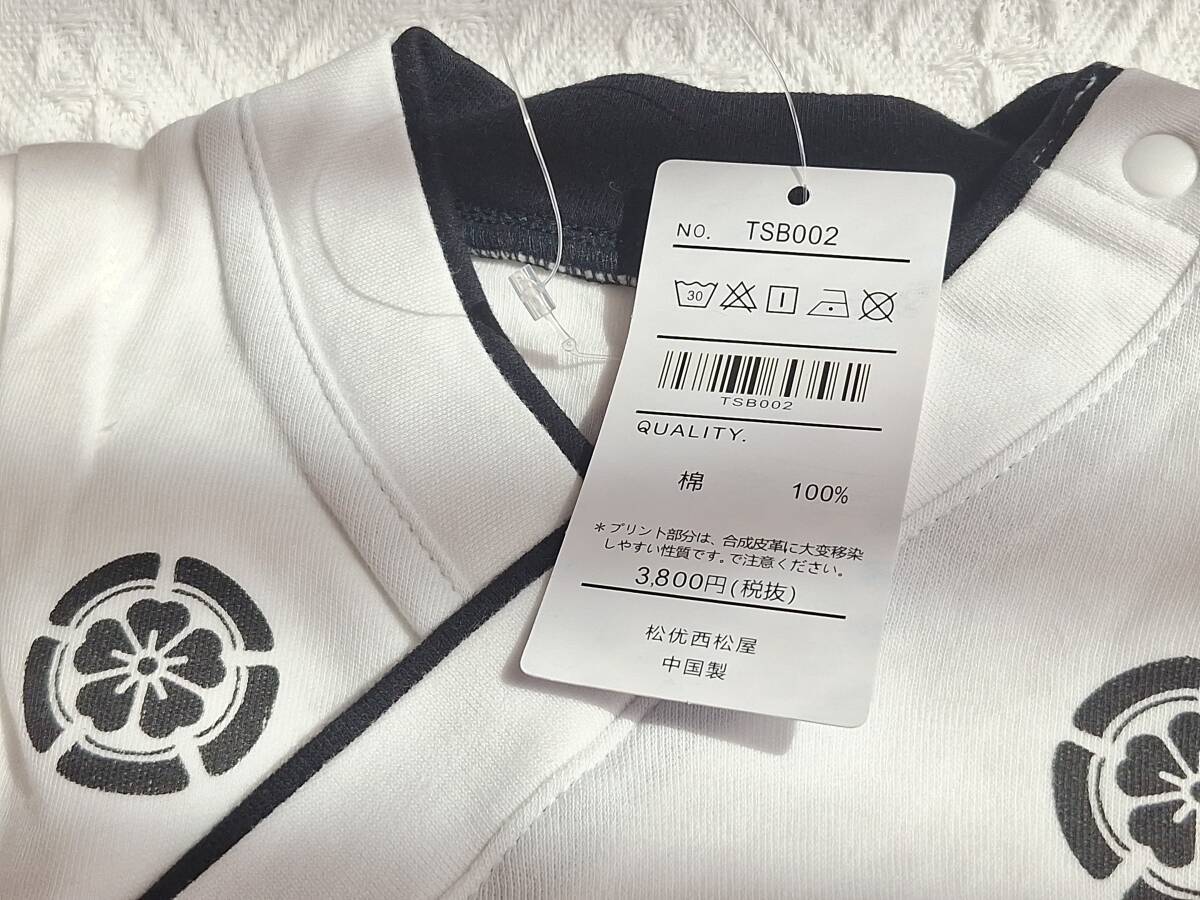 NO. TSB002
30
TSB002
QUALITY.
棉 100%
*プリント部分は、合成皮革に大変移染
しやすい性質です。で注意ください。
3,800円(税抜)
松优西松屋
中国製